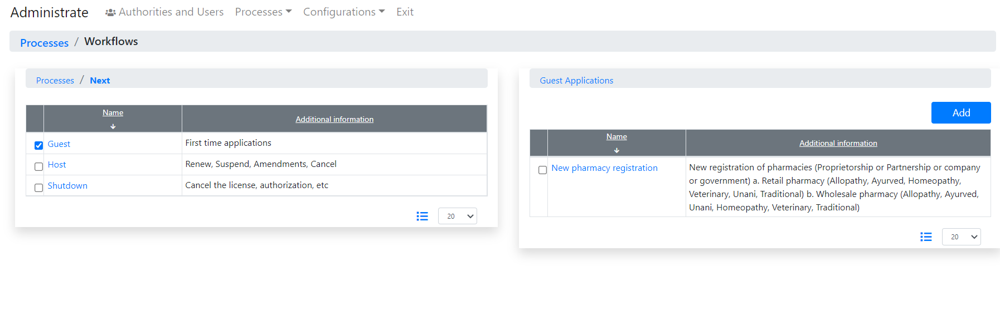 Administrate Authorities and Users Processes Configurations Exit
Processes / Workflows
Processes / Next
Name
Additional information
Guest First time applications
Host Renew, Suspend, Amendments, Cancel
Shutdown Cancel the license, authorization, etc
20
Guest Applications
Add
Name
Additional information
New pharmacy registration New registration of pharmacies (Proprietorship or Partnership or company
or government) a. Retail pharmacy (Allopathy, Ayurved, Homeopathy,
Veterinary, Unani, Traditional) b. Wholesale pharmacy (Allopathy, Ayurved,
Unani, Homeopathy, Veterinary, Traditional)
20